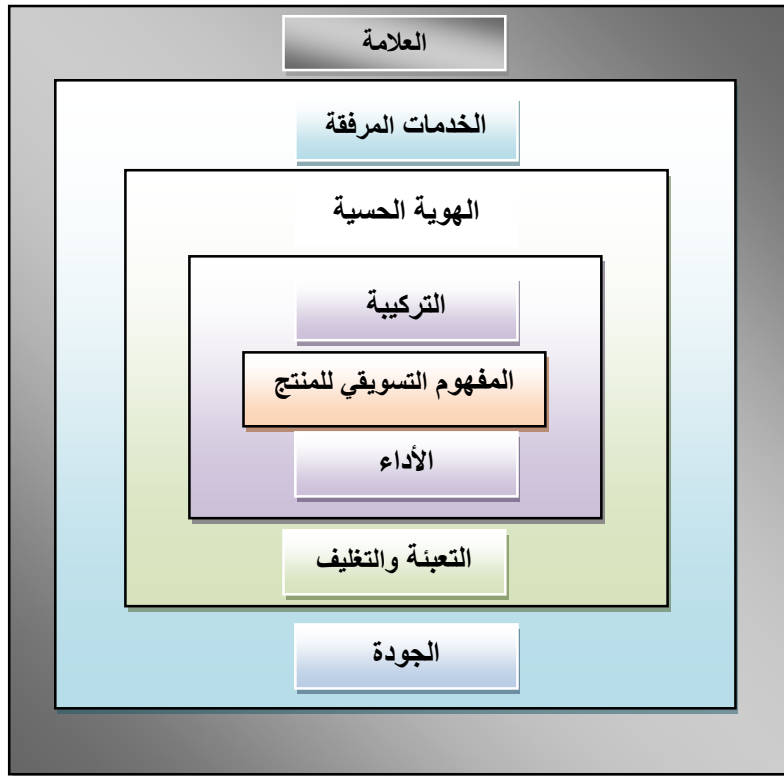 العلامة
الخدمات المرفقة
الهوية الحسية
التركيبة
المفهوم التسويقي للمنتج
الأداء
التعبئة والتغليف
الجودة